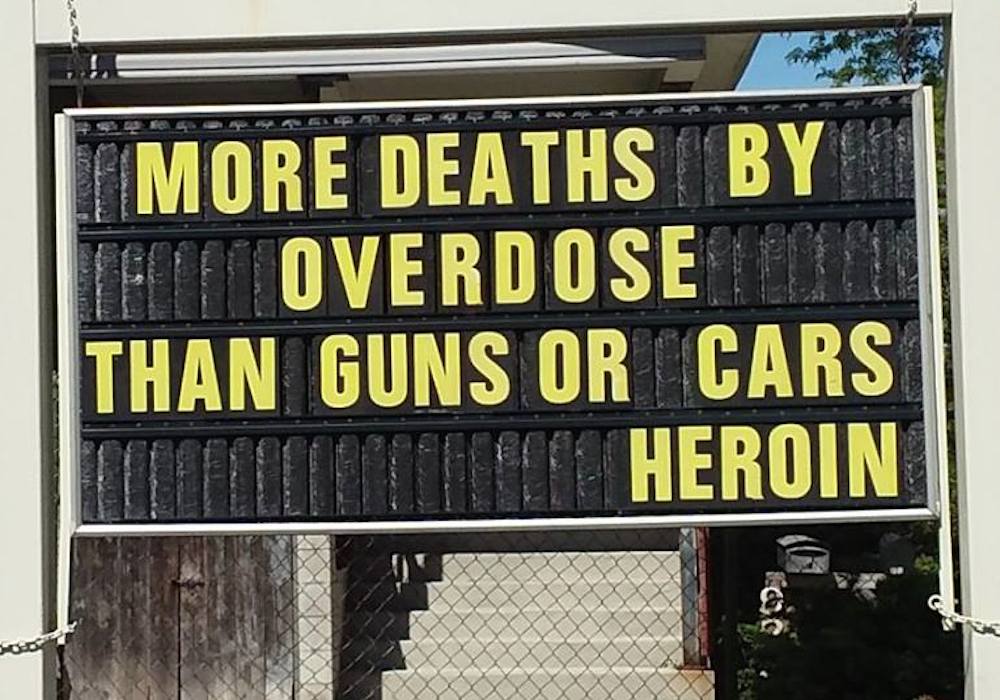 MORE DEATHS BY
OVERDOSE
THAN GUNS OR CARS
HEROIN